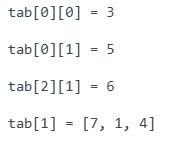 tab[0][0] = 3
tab[0][1] = 5
tab[2][1] = 6
tab[1] = [7, 1, 4]